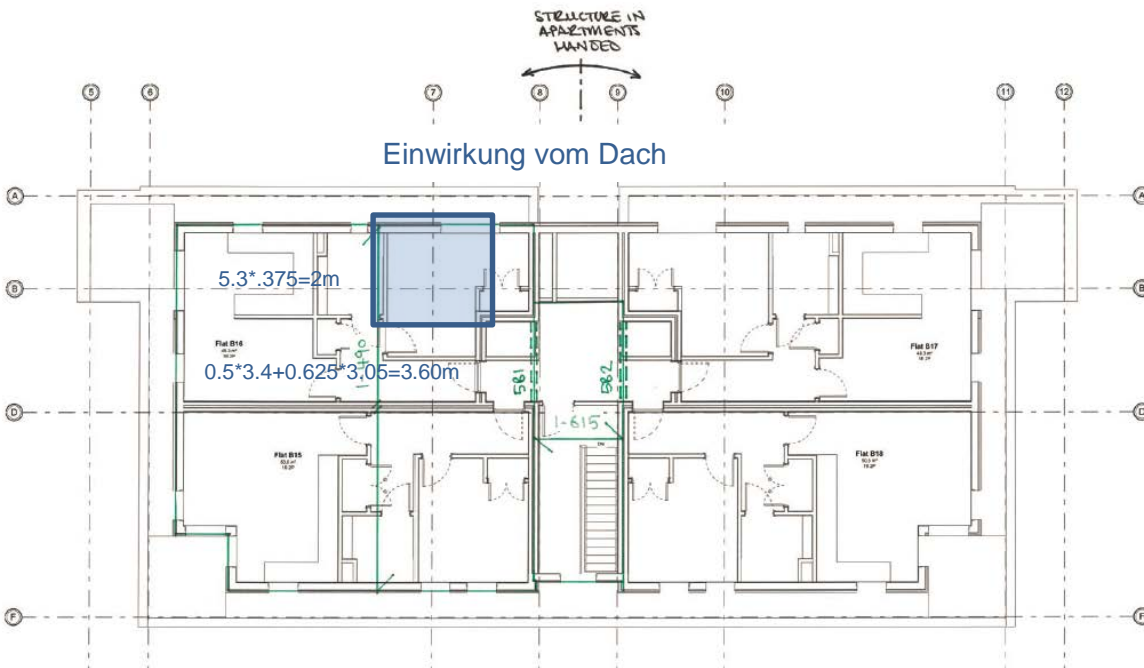 STRUCTURE IN
APARTMENTS
HANDED
5
6
7
8
9
10
11
12
Einwirkung vom Dach
A
A
B
B
5.3*.375=2m
Flat B16
Flat B17
0.5*3.4+0.625*3.05=3.60m
1-490
SB1
SB2
D
D
1-615
Flat B15
Flat B18
F
F